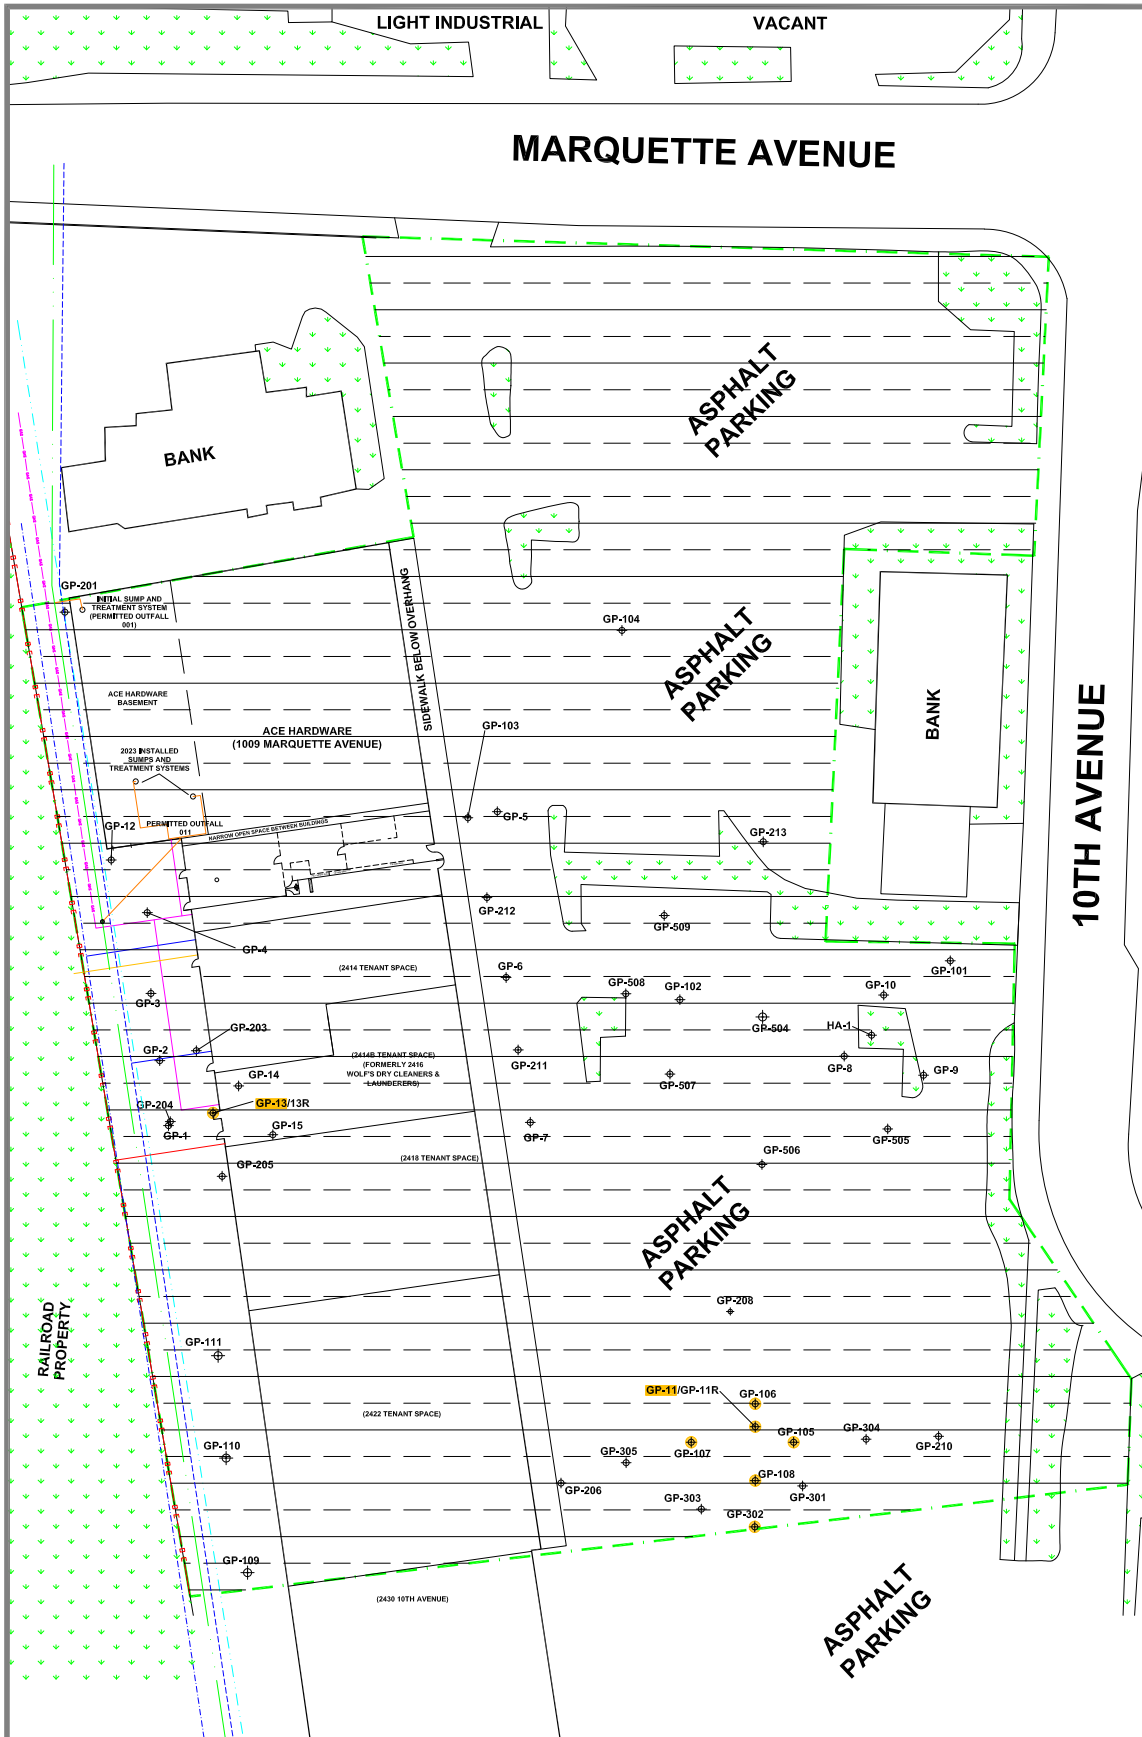 LIGHT INDUSTRIAL
VACANT
MARQUETTE AVENUE
ASPHALT
PARKING
BANK
GP-201
INITIAL SUMP AND
TREATMENT SYSTEM
(PERMITTED OUTFALL
001)
SIDEWALK BELOW OVERHANG
GP-104
ASPHALT
PARKING
BANK
10TH AVENUE
ACE HARDWARE
BASEMENT
ACE HARDWARE
(1009 MARQUETTE AVENUE)
GP-103
2023 INSTALLED
SUMPS AND
TREATMENT SYSTEMS
GP-12
PERMITTED OUTFALL
011
NARROW OPEN SPACE BETWEEN BUILDINGS
GP-5
GP-213
GP-212
GP-509
GP-4
(2414 TENANT SPACE)
GP-6
GP-508
GP-102
GP-10
GP-101
GP-3
GP-504
HA-1
GP-203
GP-2
(2414B TENANT SPACE)
(FORMERLY 2416
WOLF'S DRY CLEANERS &
LAUNDERERS)
GP-211
GP-8
GP-9
GP-507
GP-14
GP-204
GP-13/13R
GP-1
GP-15
GP-7
GP-505
GP-506
(2418 TENANT SPACE)
GP-205
ASPHALT
PARKING
RAILROAD
PROPERTY
GP-208
GP-111
GP-11/GP-11R
GP-106
(2422 TENANT SPACE)
GP-107
GP-105
GP-304
GP-210
GP-110
GP-305
GP-108
GP-206
GP-301
GP-303
GP-302
GP-109
(2430 10TH AVENUE)
ASPHALT
PARKING